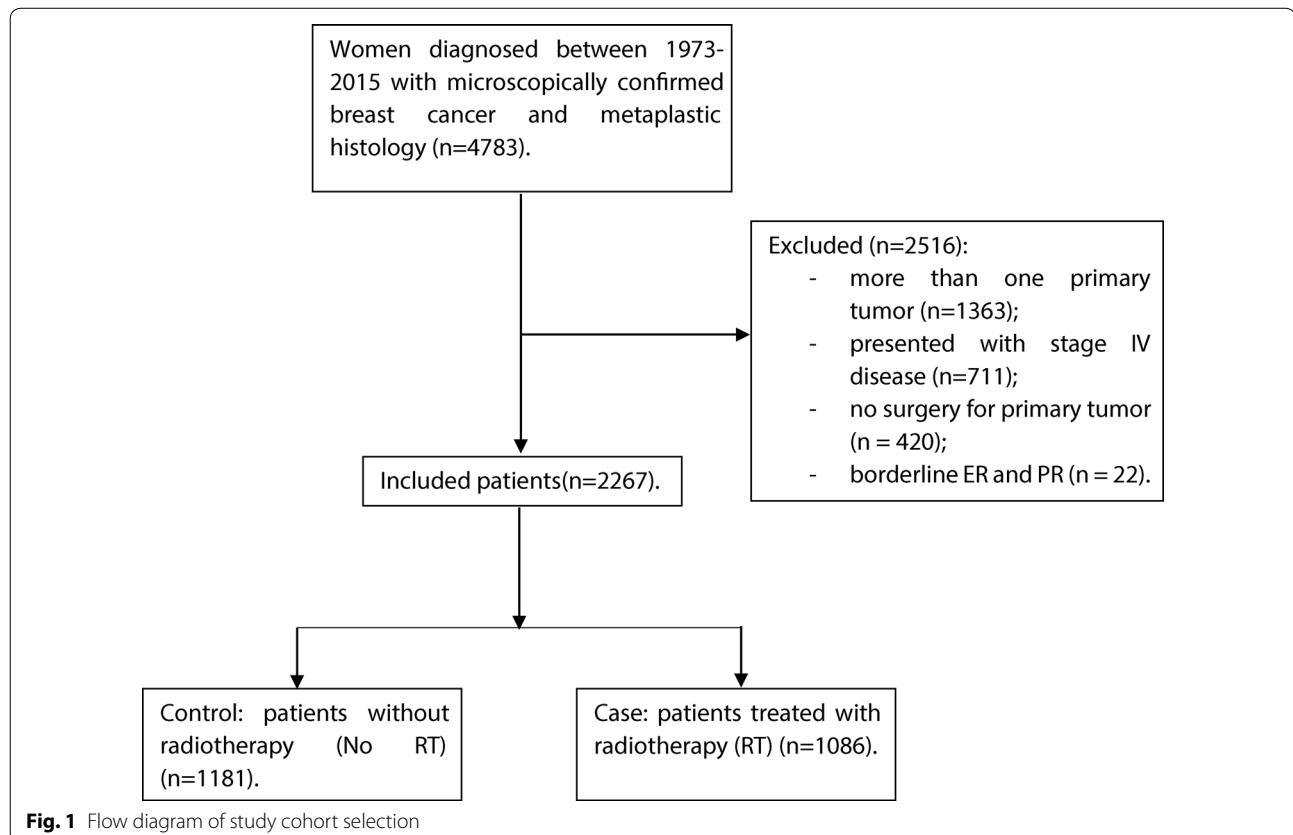 Women diagnosed between 1973-
2015 with microscopically confirmed
breast cancer and metaplastic
histology (n=4783).
Excluded (n=2516):
- more than one primary
tumor (n=1363);
- presented with stage IV
disease (n=711);
- no surgery for primary tumor
(n = 420);
- borderline ER and PR (n = 22).
Included patients(n=2267).
Control: patients without
radiotherapy (No RT)
(n=1181).
Case: patients treated with
radiotherapy (RT) (n=1086).
Fig. 1 Flow diagram of study cohort selection